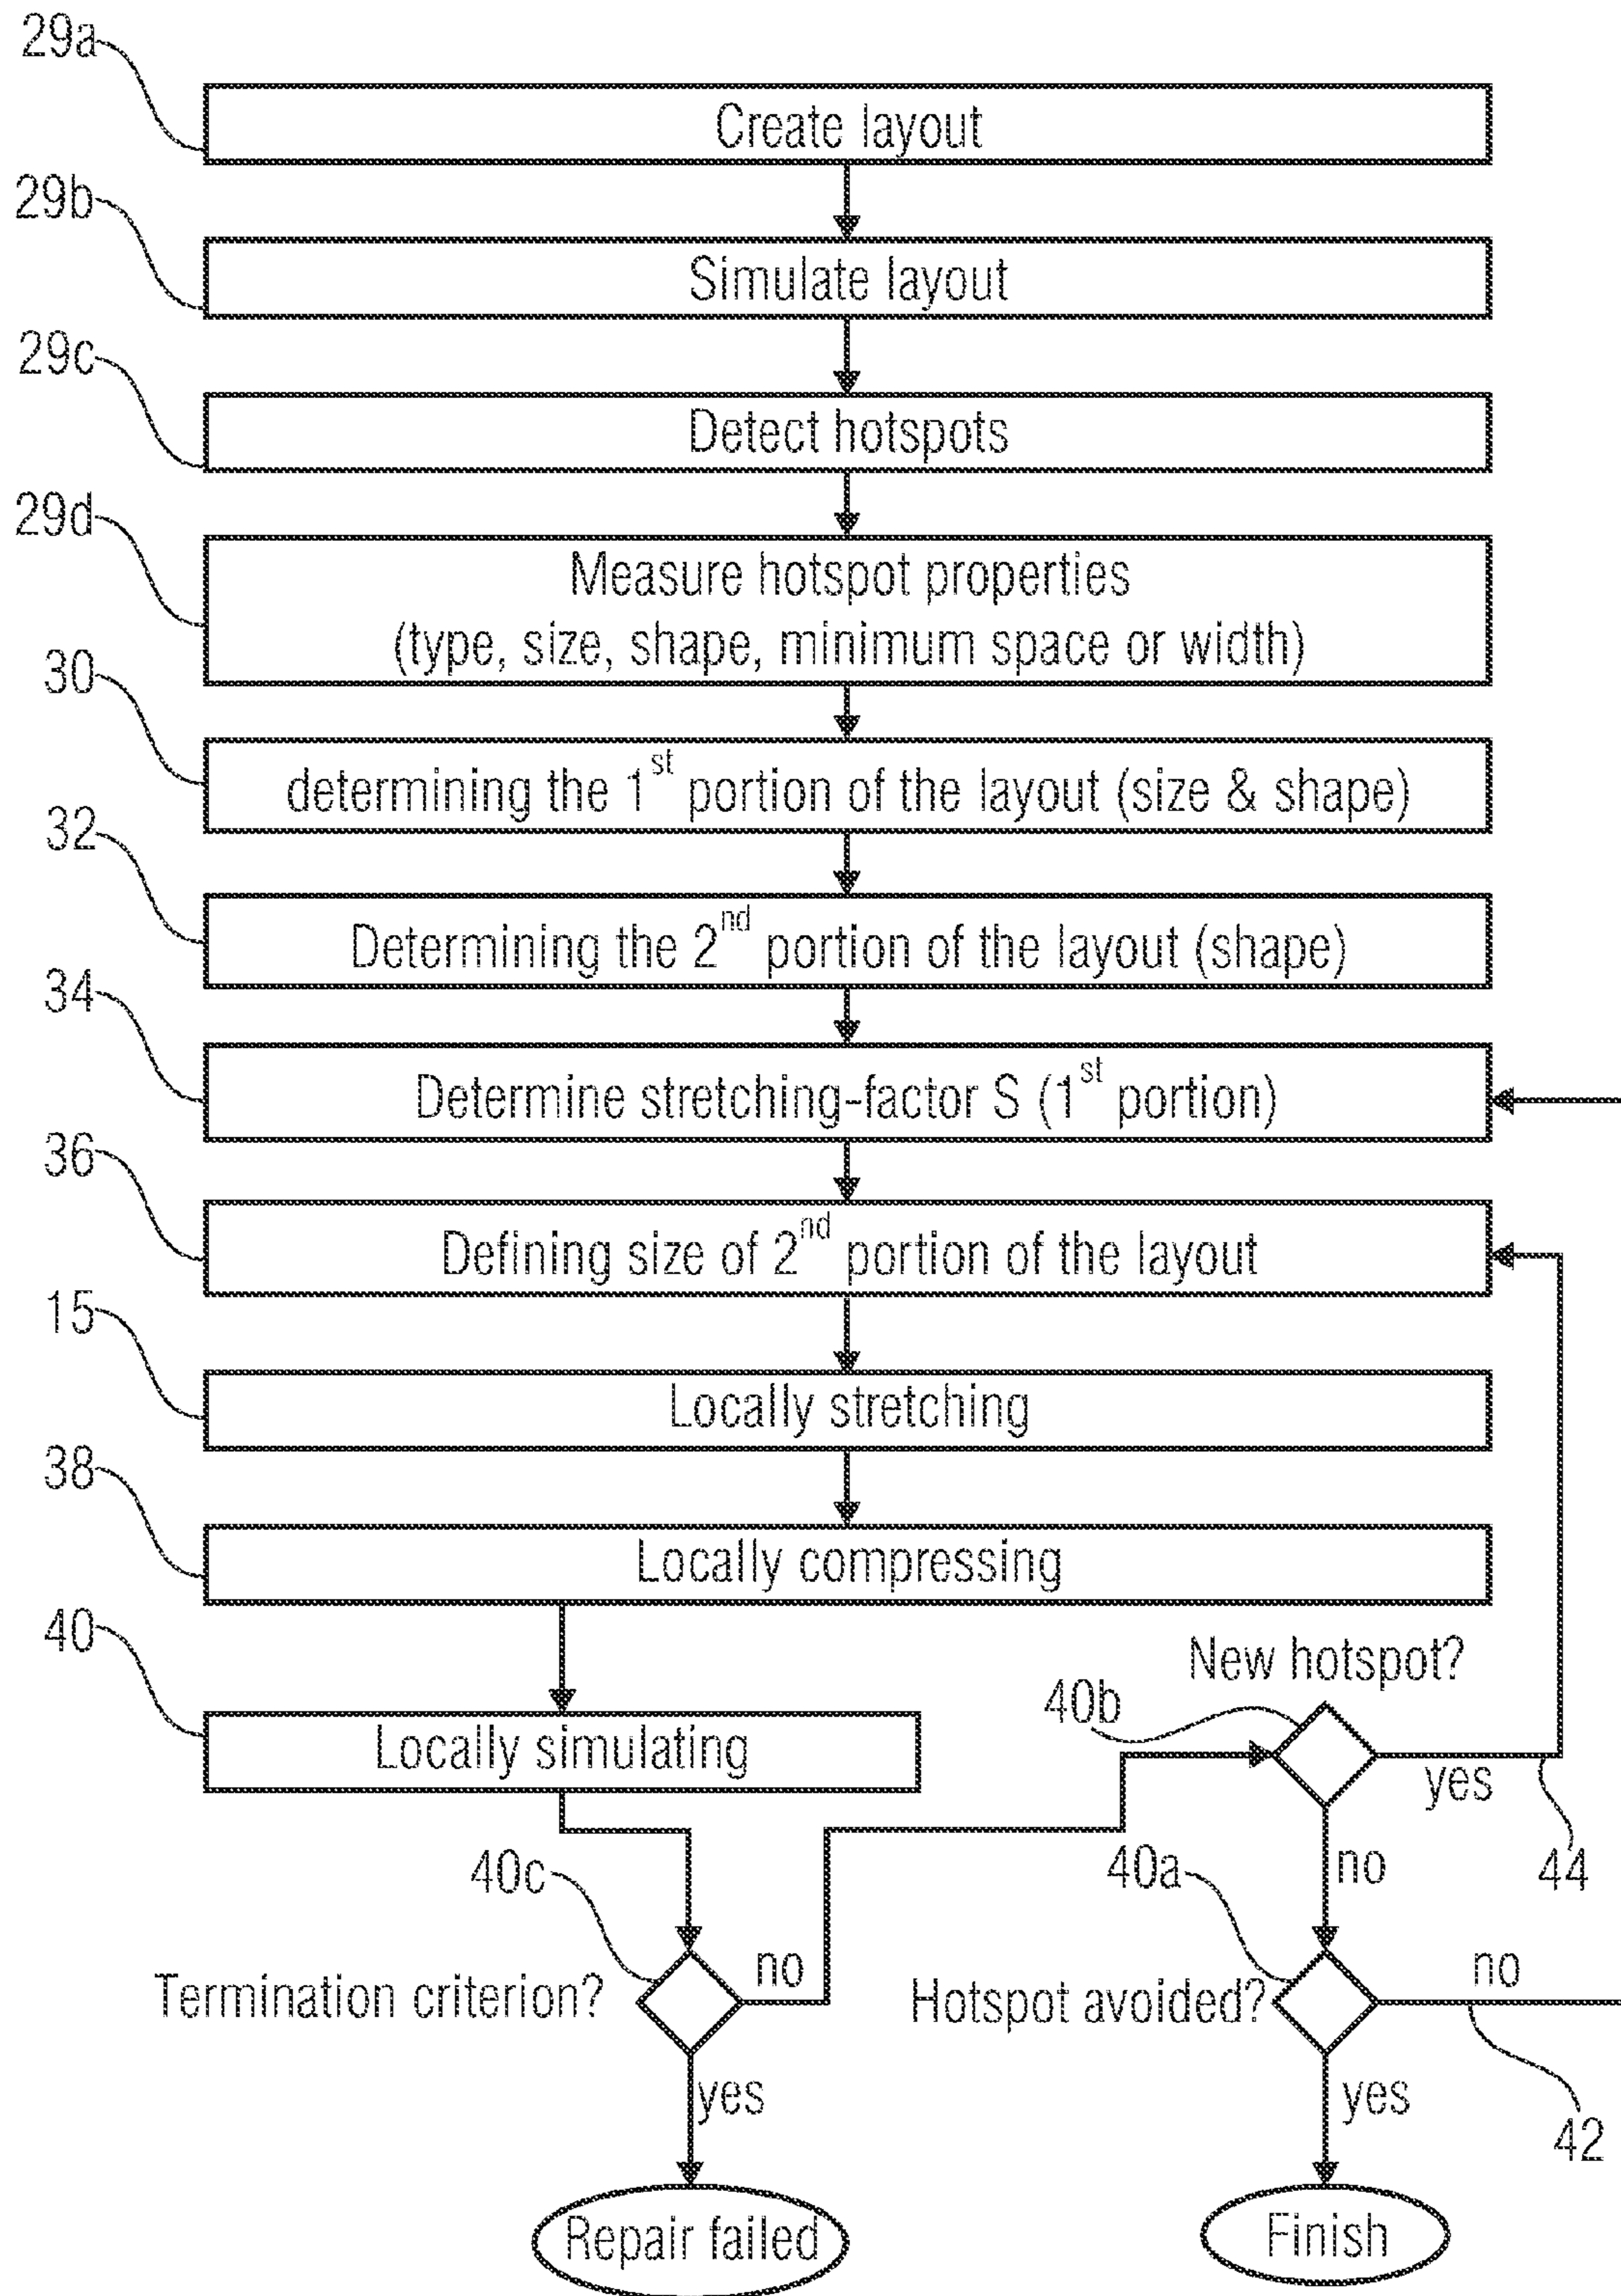 29a
Create layout
29b
Simulate layout
29c
Detect hotspots
29d
Measure hotspot properties
(type, size, shape, minimum space or width)
30
determining the 1st portion of the layout (size & shape)
32
Determining the 2nd portion of the layout (shape)
34
Determine stretching-factor S (1st portion)
36
Defining size of 2nd portion of the layout
15
Locally stretching
38
Locally compressing
40
Locally simulating
New hotspot?
40b
yes
44
no
40c
Termination criterion?
no
40a
Hotspot avoided?
no
42
yes
Repair failed
yes
Finish